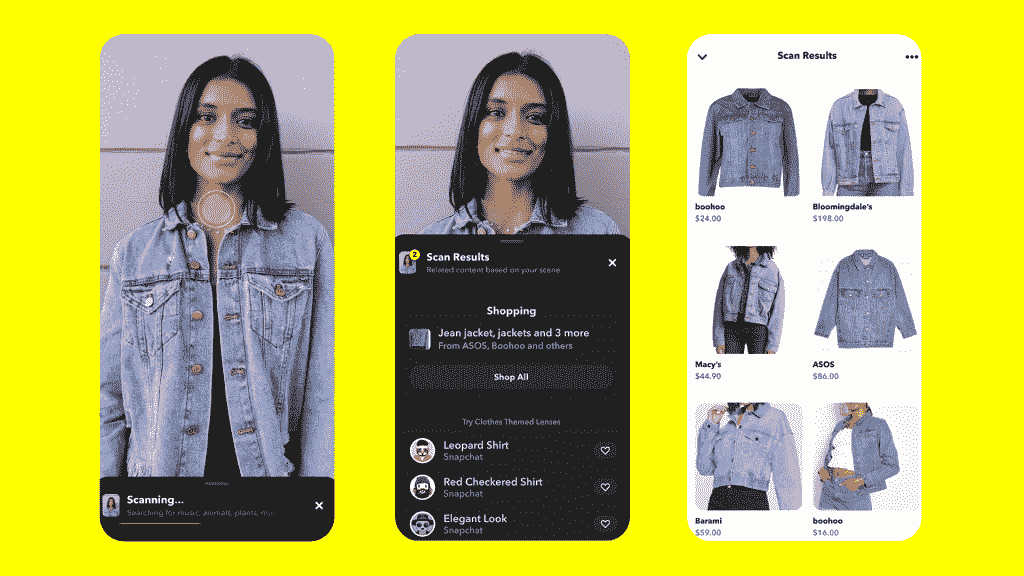 Scanning...
Searching for music, animals, plants, m...
2
Scan Results
Related content based on your scene
Shopping
Jean jacket, jackets and 3 more
From ASOS, Boohoo and others
Shop All
Try Clothes Themed Lenses
Leopard Shirt
Snapchat
Red Checkered Shirt
Snapchat
Elegant Look
Snapchat
Scan Results
boohoo
$24.00
Bloomingdale's
$198.00
Macy's
$44.90
ASOS
$86.00
Barami
$59.00
boohoo
$16.00